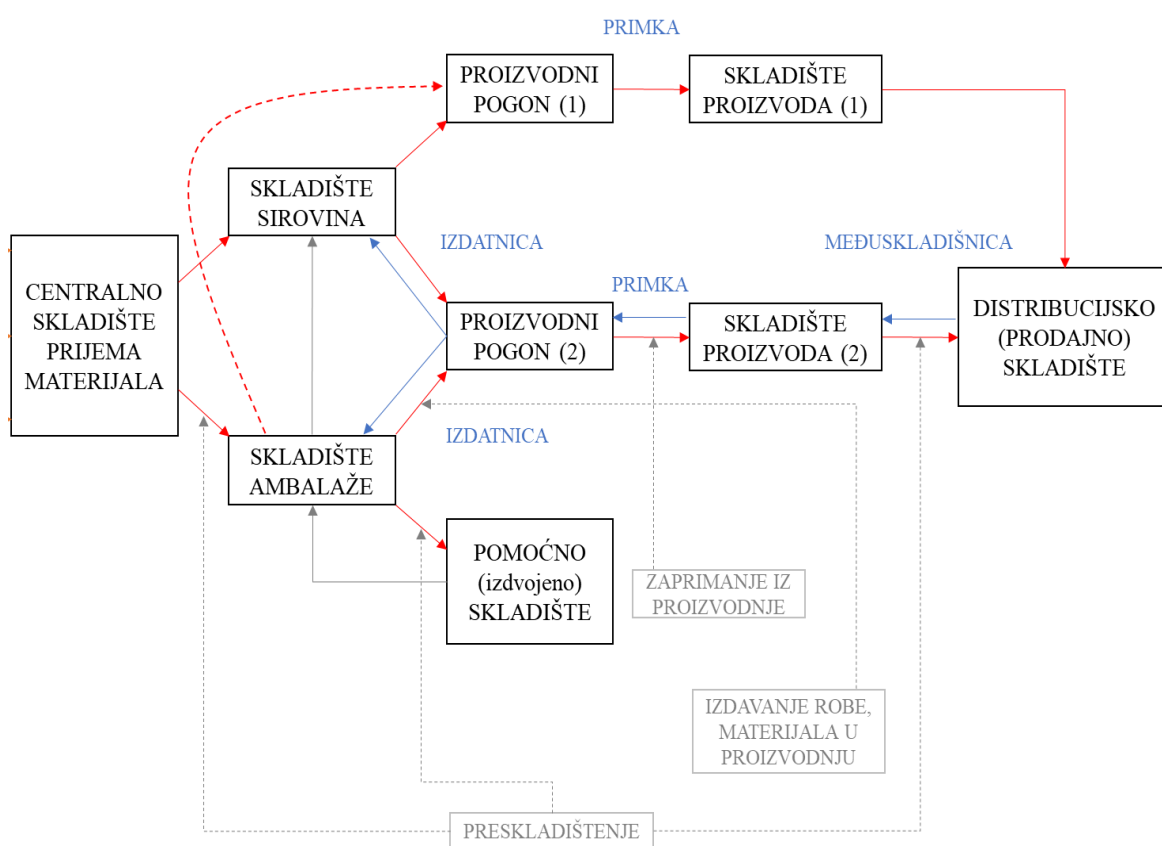 PRIMKA
PROIZVODNI
POGON (1)
SKLADIŠTE
PROIZVODA (1)
SKLADIŠTE
SIROVINA
IZDATNICA
MEĐUSKLADIŠNICA
CENTRALNO
SKLADIŠTE
PRIJEMA
MATERIJALA
PRIMKA
PROIZVODNI
POGON (2)
SKLADIŠTE
PROIZVODA (2)
DISTRIBUCIJSKO
(PRODAJNO)
SKLADIŠTE
IZDATNICA
SKLADIŠTE
AMBALAŽE
POMOĆNO
(izdvojeno)
SKLADIŠTE
ZAPRIMANJE IZ
PROIZVODNJE
IZDAVANJE ROBE,
MATERIJALA U
PROIZVODNJU
PRESKLADIŠTENJE